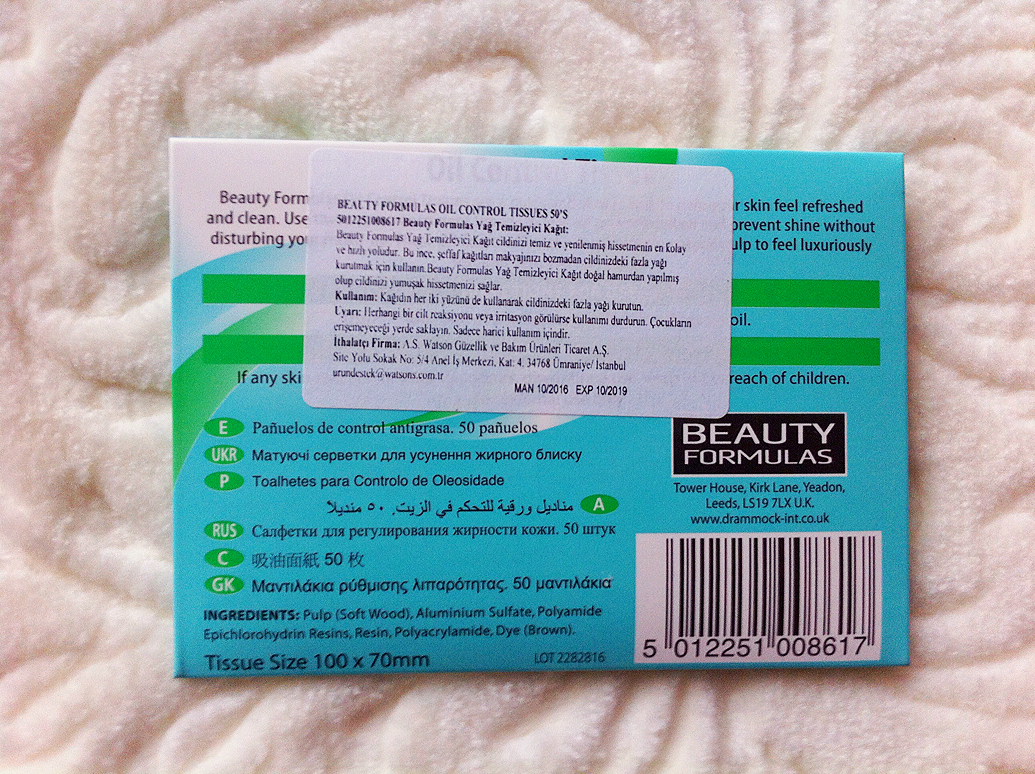 Oil Control Tissues
Beauty Form
and clean. Use
disturbing you
r skin feel refreshed
prevent shine without
ulp to feel luxuriously
oil.
If any ski
reach of children.
BEAUTY FORMULAS OIL CONTROL TISSUES 50'S
5012251008617 Beauty Formulas Yağ Temizleyici Kağıt:
Beauty Formulas Yağ Temizleyici Kağıt cildinizi temiz ve yenilenmiş hissetmenin en kolay
ve hızlı yoludur. Bu ince, şeffaf kağıtları makyajınızı bozmadan cildinizdeki fazla yağı
kurutmak için kullanın.Beauty Formulas Yağ Temizleyici Kağıt doğal hamurdan yapılmış
olup cildinizi yumuşak hissetmenizi sağlar.
Kullanım: Kağıdın her iki yüzünü de kullanarak cildinizdeki fazla yağı kurutun.
Uyarı: Herhangi bir cilt reaksiyonu veya irritasyon görülürse kullanımı durdurun. Çocukların
erişemeyeceği yerde saklayın. Sadece harici kullanım içindir.
İthalatçı Firma: A.S. Watson Güzellik ve Bakım Ürünleri Ticaret A.Ş.
Site Yolu Sokak No: 5/4 Anel İş Merkezi, Kat: 4, 34768 Ümraniye/ İstanbul
urundestek@watsons.com.tr
MAN 10/2016 EXP 10/2019
E Pañuelos de control antigrasa. 50 pañuelos
UKR Матуючі серветки для усунення жирного блиску
P Toalhetes para Controlo de Oleosidade
A مناديل ورقية للتحكم في الزيت. ٥٠ منديلاً
RUS Салфетки для регулирования жирности кожи. 50 штук
C 吸油面紙 50 枚
GK Μαντιλάκια ρύθμισης λιπαρότητας. 50 μαντιλάκια
INGREDIENTS: Pulp (Soft Wood), Aluminium Sulfate, Polyamide
Epichlorohydrin Resins, Resin, Polyacrylamide, Dye (Brown).
Tissue Size 100 x 70mm
LOT 2282816
BEAUTY
FORMULAS
Tower House, Kirk Lane, Yeadon,
Leeds, LS19 7LX U.K.
www.drammock-int.co.uk
5 012251 008617